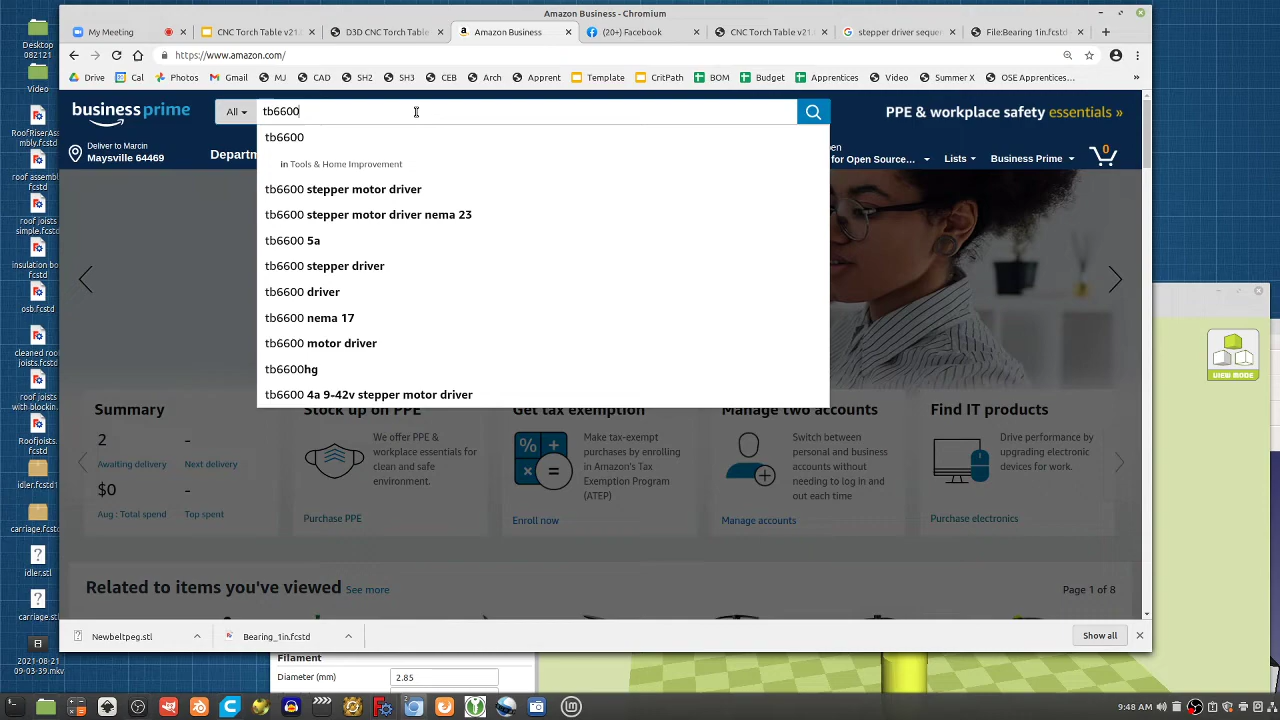 Amazon Business - Chromium
My Meeting
CNC Torch Table v21
D3D CNC Torch Table
Amazon Business
(20+) Facebook
CNC Torch Table v21
stepper driver seque
File:Bearing 1in.fcstd
https://www.amazon.com/
Drive
Cal
Photos
Gmail
MJ
CAD
SH2
SH3
CEB
Arch
Apprent
Template
CritPath
BOM
Budget
Apprentices
Video
Summer X
OSE Apprentices…
business prime
All
tb6600
PPE & workplace safety essentials »
Deliver to Marcin
Maysville 64469
Departm
for Open Source...
Lists
Business Prime
0
tb6600
in Tools & Home Improvement
tb6600 stepper motor driver
tb6600 stepper motor driver nema 23
tb6600 5a
tb6600 stepper driver
tb6600 driver
tb6600 nema 17
tb6600 motor driver
tb6600hg
tb6600 4a 9-42v stepper motor driver
Summary
2
-
Awaiting delivery
Next delivery
$0
-
Aug : Total spend
Top spent
Stock up on PPE
We offer PPE &
workplace essentials for
clean and safe
environment.
Purchase PPE
Get tax exemption
Make tax-exempt
purchases by enrolling
in Amazon's Tax
Exemption Program
(ATEP)
Enroll now
Manage two accounts
Switch between
personal and business
accounts without
needing to log in and
out each time
Manage accounts
Find IT products
Drive performance by
upgrading electronic
devices for work.
Purchase electronics
Related to items you've viewed
See more
Page 1 of 8
Newbeltpeg.stl
Bearing_1in.fcstd
Show all
Filament
Diameter (mm)
2.85
VIEW MODE
Desktop
082121
Video
RoofRiserAss
mbly.fcstd
roof assembl
.fcstd
roof joists
simple.fcstd
insulation bo
.fcstd
osb.fcstd
cleaned roof
joists.fcstd
roof joists
with blockin
Roofjoists.
fcstd
idler.fcstd1
carriage.fcst
idler.stl
carriage.stl
2021-08-21
09-03-39.mkv
9:48 AM